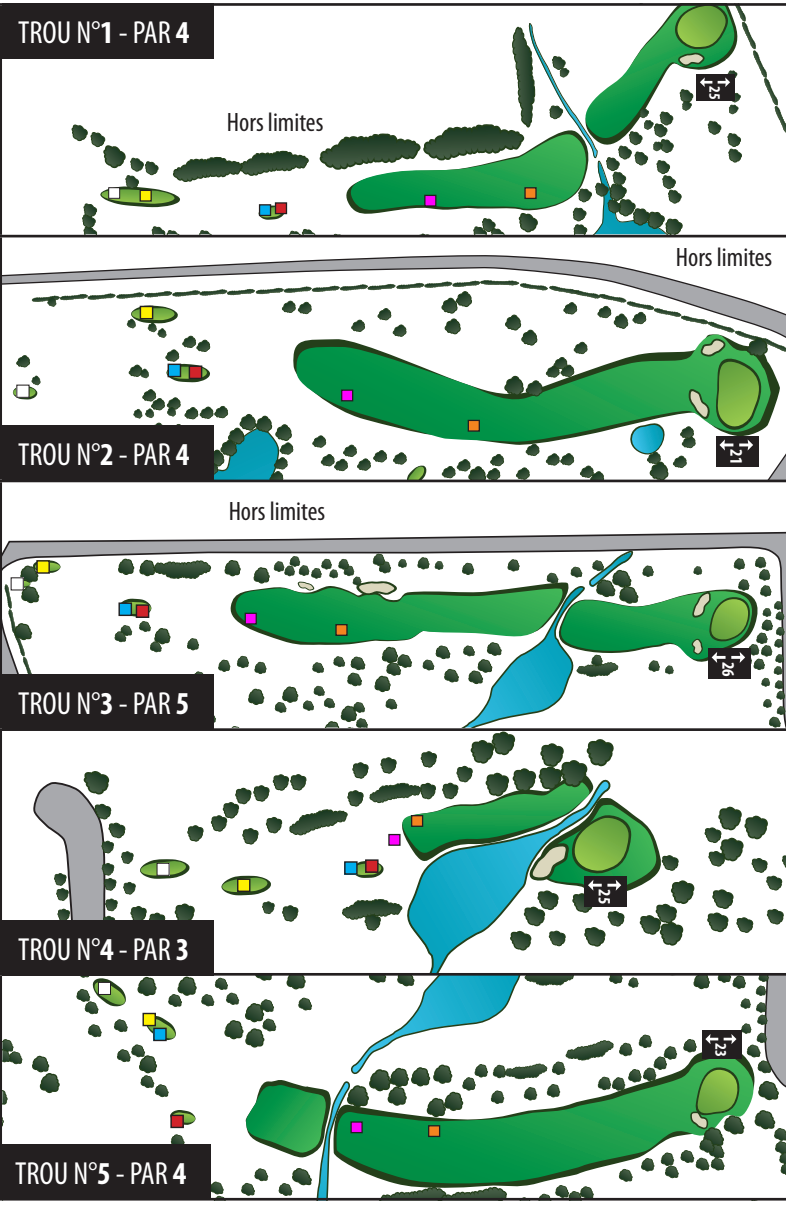 TROU N°1 - PAR 4
Hors limites
25
Hors limites
TROU N°2 - PAR 4
21
Hors limites
TROU N°3 - PAR 5
26
TROU N°4 - PAR 3
25
23
TROU N°5 - PAR 4